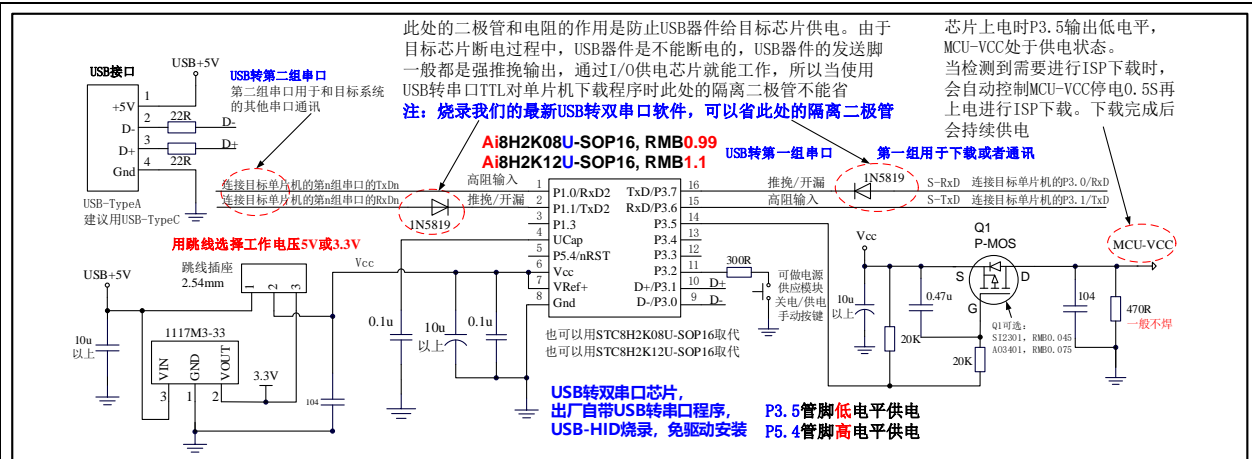 此处的二极管和电阻的作用是防止USB器件给目标芯片供电。由于
目标芯片断电过程中，USB器件是不能断电的，USB器件的发送脚
一般都是强推挽输出，通过I/O供电芯片就能工作，所以当使用
USB转串口TTL对单片机下载程序时此处的隔离二极管不能省
注：烧录我们的最新USB转双串口软件，可以省此处的隔离二极管
芯片上电时P3.5输出低电平，
MCU-VCC处于供电状态。
当检测到需要进行ISP下载时，
会自动控制MCU-VCC停电0.5S再
上电进行ISP下载。下载完成后
会持续供电
USB接口
USB+5V
+5V
D-
D+
Gnd
1
2
3
4
22R
22R
D-
D+
USB-TypeA
建议用USB-TypeC
USB转第二组串口
第二组串口用于和目标系统
的其他串口通讯
Ai8H2K08U-SOP16, RMB0.99
Ai8H2K12U-SOP16, RMB1.1
USB转第一组串口
第一组用于下载或者通讯
连接目标单片机的第n组串口的TxDn
高阻输入
连接目标单片机的第n组串口的RxDn
推挽/开漏
1N5819
1
2
3
4
5
6
7
8
P1.0/RxD2
P1.1/TxD2
P1.3
UCap
P5.4/nRST
Vcc
VRef+
Gnd
TxD/P3.7
RxD/P3.6
P3.5
P3.4
P3.3
P3.2
D+/P3.1
D-/P3.0
16
15
14
13
12
11
10
9
D+
D-
推挽/开漏
高阻输入
1N5819
S-RxD
连接目标单片机的P3.0/RxD
S-TxD
连接目标单片机的P3.1/TxD
300R
可做电源
供应模块
关电/供电
手动按键
也可以用STC8H2K08U-SOP16取代
也可以用STC8H2K12U-SOP16取代
用跳线选择工作电压5V或3.3V
USB+5V
跳线插座
2.54mm
1
2
3
Vcc
10u
以上
1117M3-33
VIN
GND
VOUT
3
1
2
3.3V
104
0.1u
10u
以上
0.1u
Vcc
10u
以上
0.47u
20K
20K
Q1
P-MOS
S
D
G
Q1可选：
SI2301, RMB0.045
AO3401, RMB0.075
MCU-VCC
104
470R
一般不焊
USB转双串口芯片，
出厂自带USB转串口程序，
USB-HID烧录，免驱动安装
P3.5管脚低电平供电
P5.4管脚高电平供电